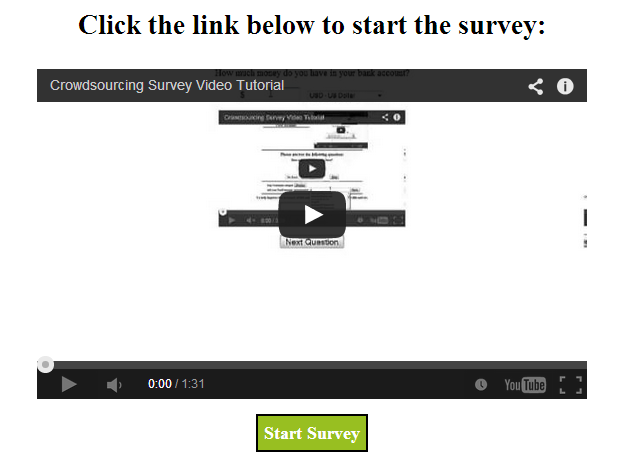 Click the link below to start the survey:
How much money do you have in your bank account?
Crowdsourcing Survey Video Tutorial
USD - US Dollar
Crowdsourcing Survey Video Tutorial
Please answer the following question:
0:00
Next Question
0:00 / 1:31
YouTube
Start Survey